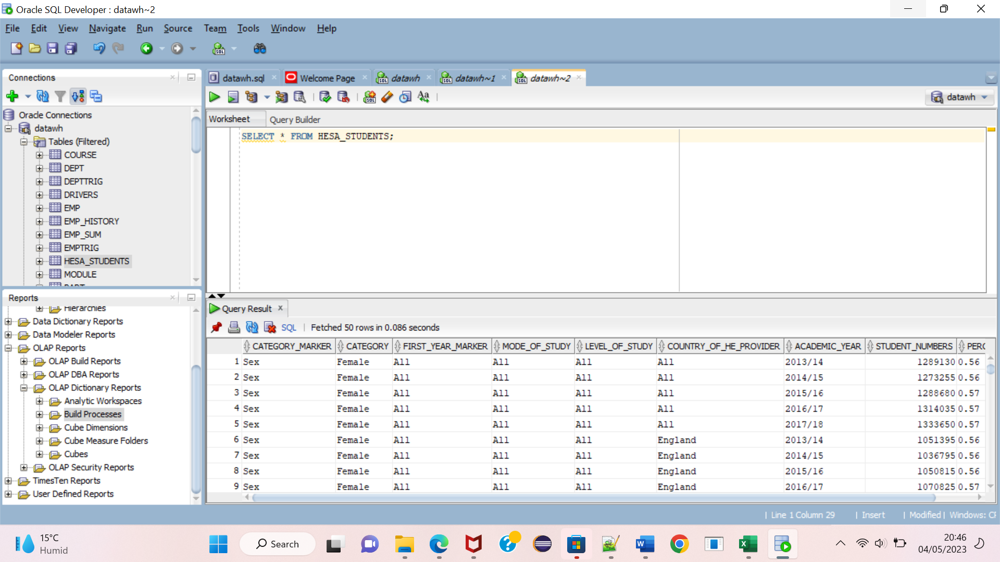 Oracle SQL Developer : datawh~2
File Edit View Navigate Run Source Team Tools Window Help
Connections
Oracle Connections
datawh
Tables (Filtered)
COURSE
DEPT
DEPTTRIG
DRIVERS
EMP
EMP_HISTORY
EMP_SUM
EMPTRIG
HESA_STUDENTS
MODULE
Reports
Hierarchies
Data Dictionary Reports
Data Modeler Reports
OLAP Reports
OLAP Build Reports
OLAP DBA Reports
OLAP Dictionary Reports
Analytic Workspaces
Build Processes
Cube Dimensions
Cube Measure Folders
Cubes
OLAP Security Reports
TimesTen Reports
User Defined Reports
datawh.sql Welcome Page datawh datawh~1 datawh~2
datawh
Worksheet Query Builder
SELECT * FROM HESA_STUDENTS;
Query Result
SQL | Fetched 50 rows in 0.086 seconds
CATEGORY_MARKER CATEGORY FIRST_YEAR_MARKER MODE_OF_STUDY LEVEL_OF_STUDY COUNTRY_OF_HE_PROVIDER ACADEMIC_YEAR STUDENT_NUMBERS PERC
1 Sex Female All All All All 2013/14 1289130 0.56
2 Sex Female All All All All 2014/15 1273255 0.56
3 Sex Female All All All All 2015/16 1288680 0.57
4 Sex Female All All All All 2016/17 1314035 0.57
5 Sex Female All All All All 2017/18 1333650 0.57
6 Sex Female All All All England 2013/14 1051395 0.56
7 Sex Female All All All England 2014/15 1036795 0.56
8 Sex Female All All All England 2015/16 1050815 0.56
9 Sex Female All All All England 2016/17 1070825 0.57
| Line 1 Column 29 | Insert | Modified | Windows: CF
15°C
Humid
Search
20:46
04/05/2023